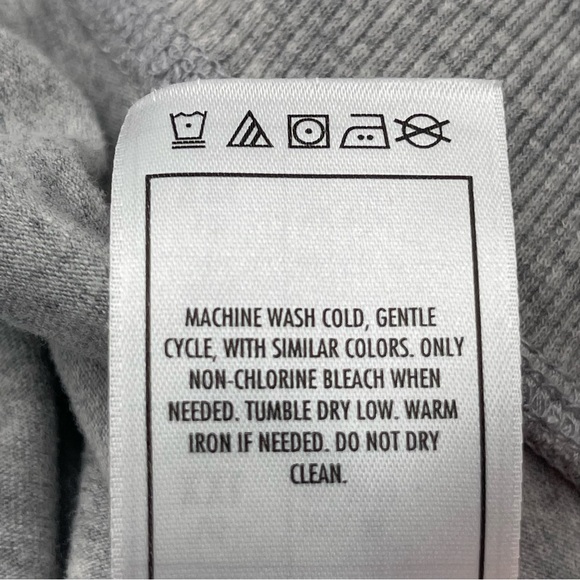 MACHINE WASH COLD, GENTLE
CYCLE, WITH SIMILAR COLORS. ONLY
NON-CHLORINE BLEACH WHEN
NEEDED. TUMBLE DRY LOW. WARM
IRON IF NEEDED. DO NOT DRY
CLEAN.